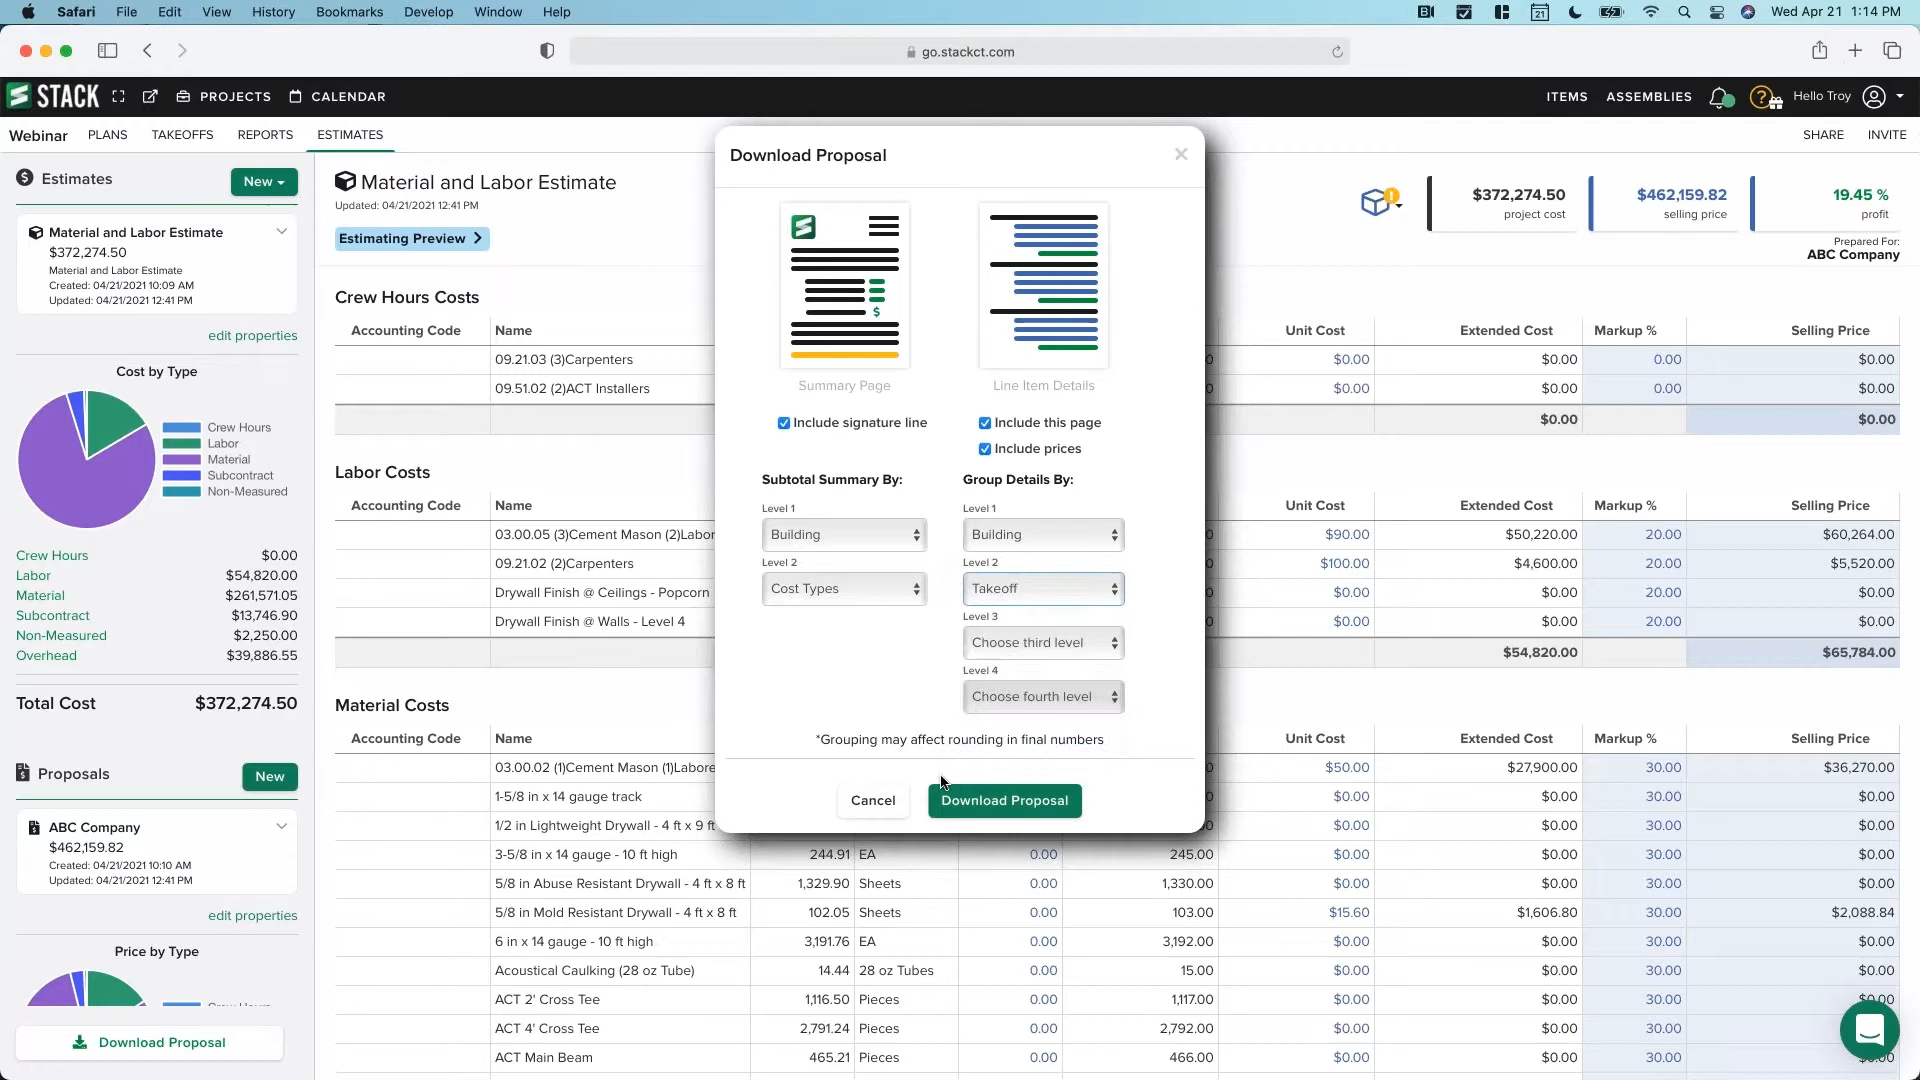 Safari File Edit View History Bookmarks Develop Window Help
21 Wed Apr 21 1:14 PM
go.stackct.com
STACK PROJECTS CALENDAR ITEMS ASSEMBLIES ? Hello Troy
Webinar PLANS TAKEOFFS REPORTS ESTIMATES SHARE INVITE
Estimates New
Material and Labor Estimate
$372,274.50
Material and Labor Estimate
Created: 04/21/2021 10:09 AM
Updated: 04/21/2021 12:41 PM
edit properties
Cost by Type
Crew Hours
Labor
Material
Subcontract
Non-Measured
Crew Hours $0.00
Labor $54,820.00
Material $261,571.05
Subcontract $13,746.90
Non-Measured $2,250.00
Overhead $39,886.55
Total Cost $372,274.50
Proposals New
ABC Company
$462,159.82
Created: 04/21/2021 10:10 AM
Updated: 04/21/2021 12:41 PM
edit properties
Price by Type
Download Proposal
Material and Labor Estimate
Updated: 04/21/2021 12:41 PM
Estimating Preview
$372,274.50 project cost
$462,159.82 selling price
19.45 % profit
Prepared For:
ABC Company
Crew Hours Costs
Accounting Code Name Unit Cost Extended Cost Markup % Selling Price
09.21.03 (3)Carpenters $0.00 $0.00 0.00 $0.00
09.51.02 (2)ACT Installers $0.00 $0.00 0.00 $0.00
$0.00 $0.00
Labor Costs
Accounting Code Name Unit Cost Extended Cost Markup % Selling Price
03.00.05 (3)Cement Mason (2)Labor $90.00 $50,220.00 20.00 $60,264.00
09.21.02 (2)Carpenters $100.00 $4,600.00 20.00 $5,520.00
Drywall Finish @ Ceilings - Popcorn $0.00 $0.00 20.00 $0.00
Drywall Finish @ Walls - Level 4 $0.00 $0.00 20.00 $0.00
$54,820.00 $65,784.00
Material Costs
Accounting Code Name Unit Cost Extended Cost Markup % Selling Price
03.00.02 (1)Cement Mason (1)Labore $50.00 $27,900.00 30.00 $36,270.00
1-5/8 in x 14 gauge track $0.00 $0.00 30.00 $0.00
1/2 in Lightweight Drywall - 4 ft x 9 ft $0.00 $0.00 30.00 $0.00
3-5/8 in x 14 gauge - 10 ft high 244.91 EA 0.00 245.00 $0.00 $0.00 30.00 $0.00
5/8 in Abuse Resistant Drywall - 4 ft x 8 ft 1,329.90 Sheets 0.00 1,330.00 $0.00 $0.00 30.00 $0.00
5/8 in Mold Resistant Drywall - 4 ft x 8 ft 102.05 Sheets 0.00 103.00 $15.60 $1,606.80 30.00 $2,088.84
6 in x 14 gauge - 10 ft high 3,191.76 EA 0.00 3,192.00 $0.00 $0.00 30.00 $0.00
Acoustical Caulking (28 oz Tube) 14.44 28 oz Tubes 0.00 15.00 $0.00 $0.00 30.00 $0.00
ACT 2' Cross Tee 1,116.50 Pieces 0.00 1,117.00 $0.00 $0.00 30.00
ACT 4' Cross Tee 2,791.24 Pieces 0.00 2,792.00 $0.00 $0.00 30.00
ACT Main Beam 465.21 Pieces 0.00 466.00 $0.00 $0.00 30.00
Download Proposal
$
Summary Page Line Item Details
Include signature line Include this page
Include prices
Subtotal Summary By: Group Details By:
Level 1 Level 1
Building Building
Level 2 Level 2
Cost Types Takeoff
Level 3
Choose third level
Level 4
Choose fourth level
*Grouping may affect rounding in final numbers
Cancel Download Proposal